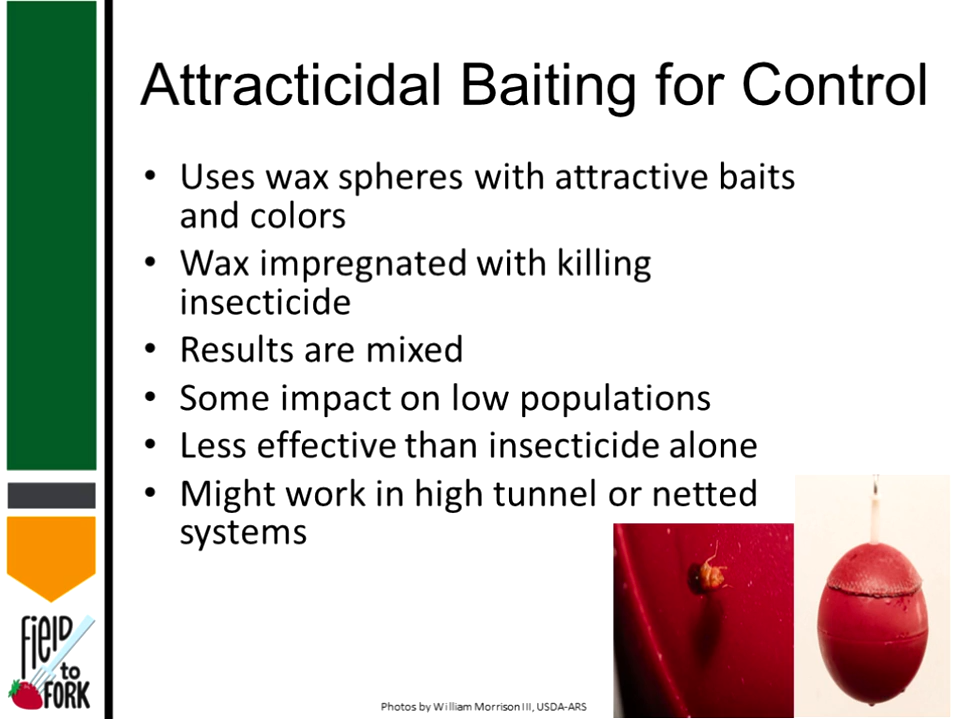 Attracticidal Baiting for Control
• Uses wax spheres with attractive baits
and colors
• Wax impregnated with killing
insecticide
• Results are mixed
• Some impact on low populations
• Less effective than insecticide alone
• Might work in high tunnel or netted
systems
FIELD
to
FORK
Photos by William Morrison III, USDA-ARS